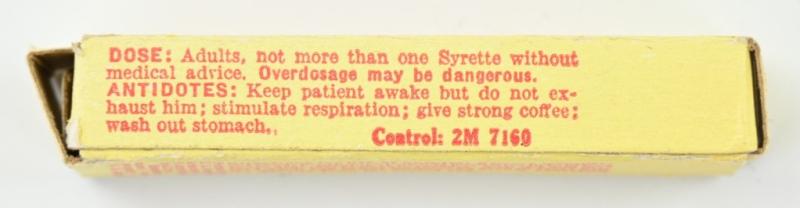 DOSE: Adults, not more than one Syrette without
medical advice. Overdosage may be dangerous.
ANTIDOTES: Keep patient awake but do not ex-
haust him; stimulate respiration; give strong coffee;
wash out stomach.
Control: 2M 7160